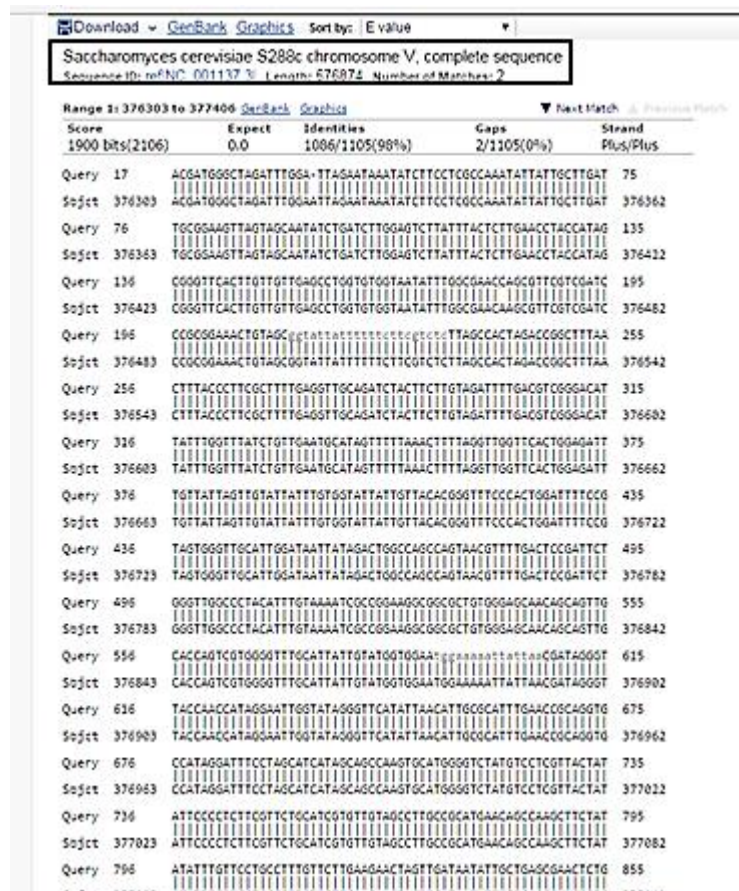 Download GenBank Graphics Sort by: E value
Saccharomyces cerevisiae S288c chromosome V, complete sequence
Sequence ID: ref|NC_001137.3| Length: 576874 Number of Matches: 2
Range 1: 376303 to 377406 GenBank Graphics Next Match Previous Match
Score Expect Identities Gaps Strand
1900 bits(2106) 0.0 1086/1105(98%) 2/1105(0%) Plus/Plus
Query 17 ACGATGGGCTAGATTTGGA-TTAGAATAAATATCTTCCTCGCCAAATATTATTGCTTGAT 75
Sbjct 376303 ACGATGGGCTAGATTTGGAATTAGAATAAATATCTTCCTCGCCAAATATTATTGCTTGAT 376362
Query 76 TGCGGAAGTTAGTAGCAATATCTGATCTTGGAGTCTTATTTACTCTTGAACCTACCATAG 135
Sbjct 376363 TGCGGAAGTTAGTAGCAATATCTGATCTTGGAGTCTTATTTACTCTTGAACCTACCATAG 376422
Query 136 195
Sbjct 376423 376482
Query 196 255
Sbjct 376483 376542
Query 256 CTTTACCCTTCGCTTTTGAGGTTGCAGATCTACTTCTTGTAGATTTTGACGTCGGGACAT 315
Sbjct 376543 CTTTACCCTTCGCTTTTGAGGTTGCAGATCTACTTCTTGTAGATTTTGACGTCGGGACAT 376602
Query 316 TATTTGGTTTATCTGTTGAATGCATAGTTTTTAAACTTTTAGGTTGGTTCACTGGAGATT 375
Sbjct 376603 TATTTGGTTTATCTGTTGAATGCATAGTTTTTAAACTTTTAGGTTGGTTCACTGGAGATT 376662
Query 376 435
Sbjct 376663 376722
Query 436 TAGTGGGTTGCATTGGATAATTATAGACTGGCCAGCCAGTAACGTTTTGACTCCGATTCT 495
Sbjct 376723 TAGTGGGTTGCATTGGATAATTATAGACTGGCCAGCCAGTAACGTTTTGACTCCGATTCT 376782
Query 496 GGGTTGGCCCTACATTTGTAAAATCGCCGGAAGGCGGCGCTGTGGGAGCAACAGCAGTTG 555
Sbjct 376783 GGGTTGGCCCTACATTTGTAAAATCGCCGGAAGGCGGCGCTGTGGGAGCAACAGCAGTTG 376842
Query 556 615
Sbjct 376843 CACCAGTCGTGGGGTTTGCATTATTGTATGGTGGAATGGAAAAATTATTAACGATAGGGT 376902
Query 616 TACCAACCATAGGAATTGGTATAGGGTTCATATTAACATTGCGCATTTGAACCGCAGGTG 675
Sbjct 376903 TACCAACCATAGGAATTGGTATAGGGTTCATATTAACATTGCGCATTTGAACCGCAGGTG 376962
Query 676 CCATAGGATTTCCTAGCATCATAGCAGCCAAGTGCATGGGGTCTATGTCCTCGTTACTAT 735
Sbjct 376963 CCATAGGATTTCCTAGCATCATAGCAGCCAAGTGCATGGGGTCTATGTCCTCGTTACTAT 377022
Query 736 ATTCCCCTCTTCGTTCTGCATCGTGTTGTAGCCTTGCCGCATGAACAGCCAAGCTTCTAT 795
Sbjct 377023 ATTCCCCTCTTCGTTCTGCATCGTGTTGTAGCCTTGCCGCATGAACAGCCAAGCTTCTAT 377082
Query 796 ATATTTGTTCCTGCCTTTGTTCTTGAAGAACTAGTTGATAATATTGCTGAGCGAACTCTG 855